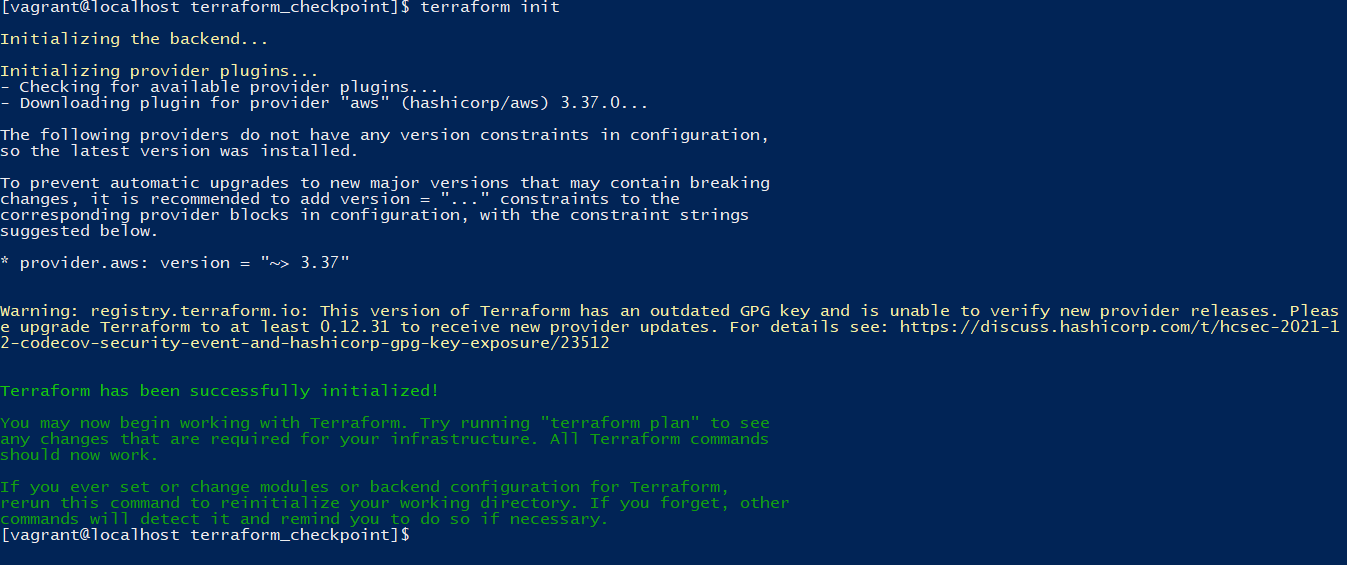 [vagrant@localhost terraform_checkpoint]$ terraform init
Initializing the backend...
Initializing provider plugins...
- Checking for available provider plugins...
- Downloading plugin for provider "aws" (hashicorp/aws) 3.37.0...
The following providers do not have any version constraints in configuration,
so the latest version was installed.
To prevent automatic upgrades to new major versions that may contain breaking
changes, it is recommended to add version = "..." constraints to the
corresponding provider blocks in configuration, with the constraint strings
suggested below.
* provider.aws: version = "~> 3.37"
Warning: registry.terraform.io: This version of Terraform has an outdated GPG key and is unable to verify new provider releases. Pleas
e upgrade Terraform to at least 0.12.31 to receive new provider updates. For details see: https://discuss.hashicorp.com/t/hcsec-2021-1
2-codecov-security-event-and-hashicorp-gpg-key-exposure/23512
Terraform has been successfully initialized!
You may now begin working with Terraform. Try running "terraform plan" to see
any changes that are required for your infrastructure. All Terraform commands
should now work.
If you ever set or change modules or backend configuration for Terraform,
rerun this command to reinitialize your working directory. If you forget, other
commands will detect it and remind you to do so if necessary.
[vagrant@localhost terraform_checkpoint]$